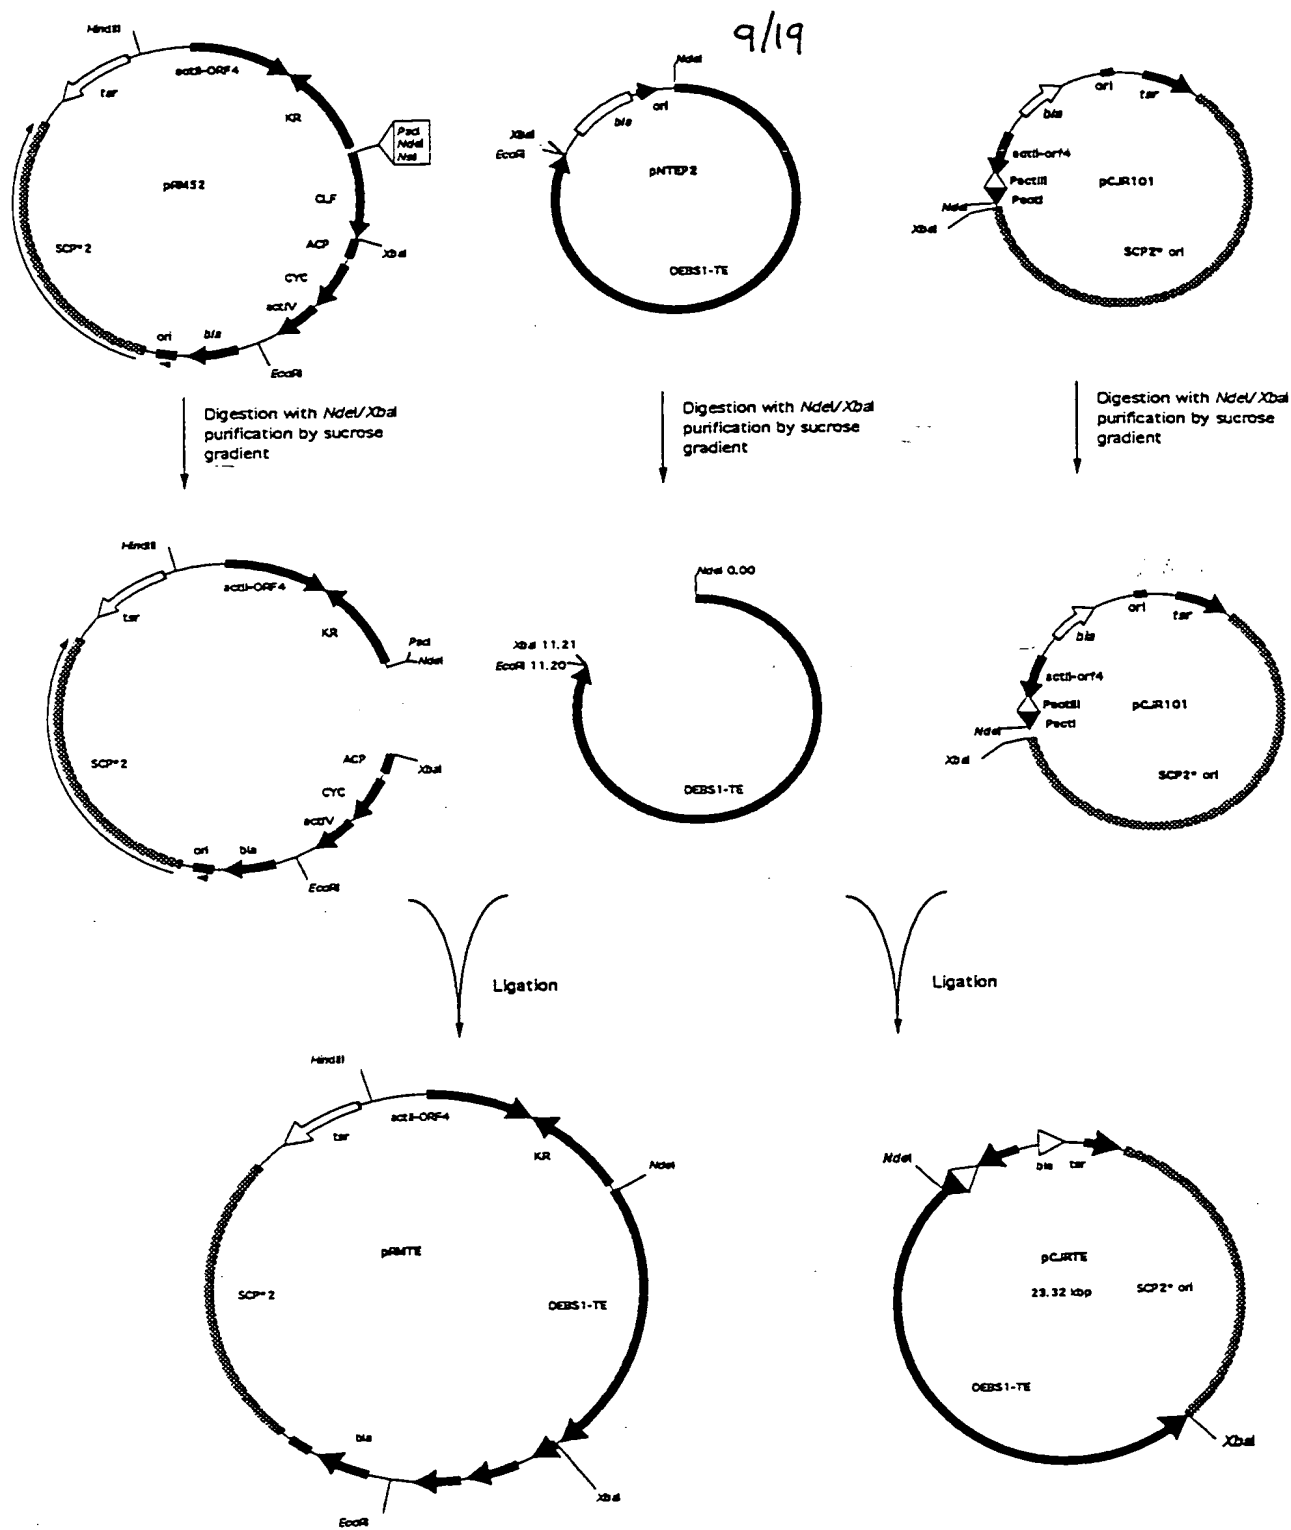 9/19
HindIII
actII-ORF4
tsr
KR
PacI
NdeI
NsiI
pRM52
CLF
ACP
XbaI
SCP*2
CYC
actIV
ori
bla
EcoRI
NdeI
ori
bla
XbaI
EcoRI
pNTEP2
DEBS1-TE
ori
tsr
bla
actII-orf4
PactIII
PactI
pCJR101
NdeI
XbaI
SCP2* ori
Digestion with NdeI/XbaI
purification by sucrose
gradient
Digestion with NdeI/XbaI
purification by sucrose
gradient
Digestion with NdeI/XbaI
purification by sucrose
gradient
HindIII
actII-ORF4
tsr
KR
PacI
NdeI
SCP*2
ACP
XbaI
CYC
actIV
ori
bla
EcoRI
NdeI 0.00
XbaI 11.21
EcoRI 11.20
DEBS1-TE
ori
tsr
bla
actII-orf4
PactIII
PactI
pCJR101
NdeI
XbaI
SCP2* ori
Ligation
Ligation
HindIII
actII-ORF4
tsr
KR
NdeI
pRMTE
SCP*2
DEBS1-TE
bla
XbaI
EcoRI
NdeI
bla
tsr
pCJRTE
23.32 kbp
SCP2* ori
DEBS1-TE
XbaI